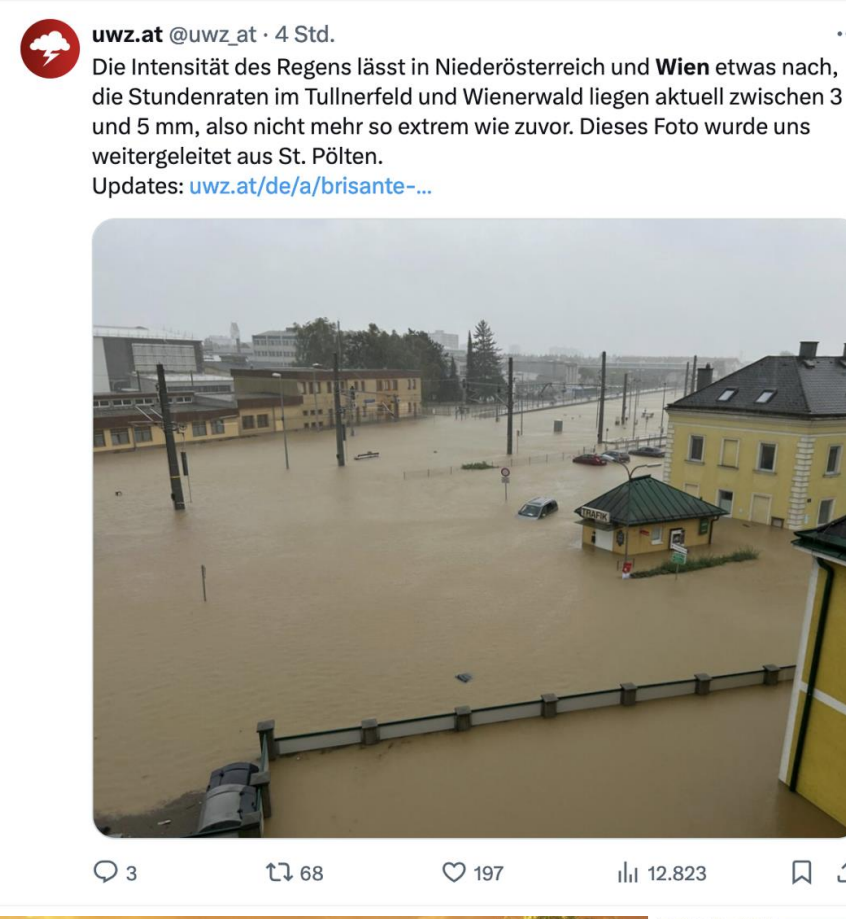 uwz.at @uwz_at · 4 Std.
Die Intensität des Regens lässt in Niederösterreich und Wien etwas nach,
die Stundenraten im Tullnerfeld und Wienerwald liegen aktuell zwischen 3
und 5 mm, also nicht mehr so extrem wie zuvor. Dieses Foto wurde uns
weitergeleitet aus St. Pölten.
Updates: uwz.at/de/a/brisante-...
TRAFIK
3 68 197 12.823